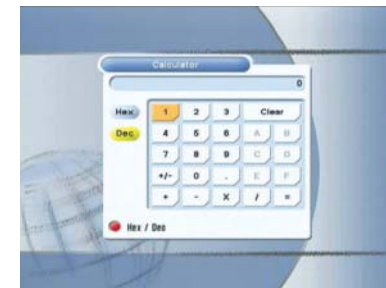 Calculator
0
Hex 1 2 3 Clear
Dec 4 5 6 A B
7 8 9 C D
+/- 0 . E F
+ - X / =
Hex / Dec